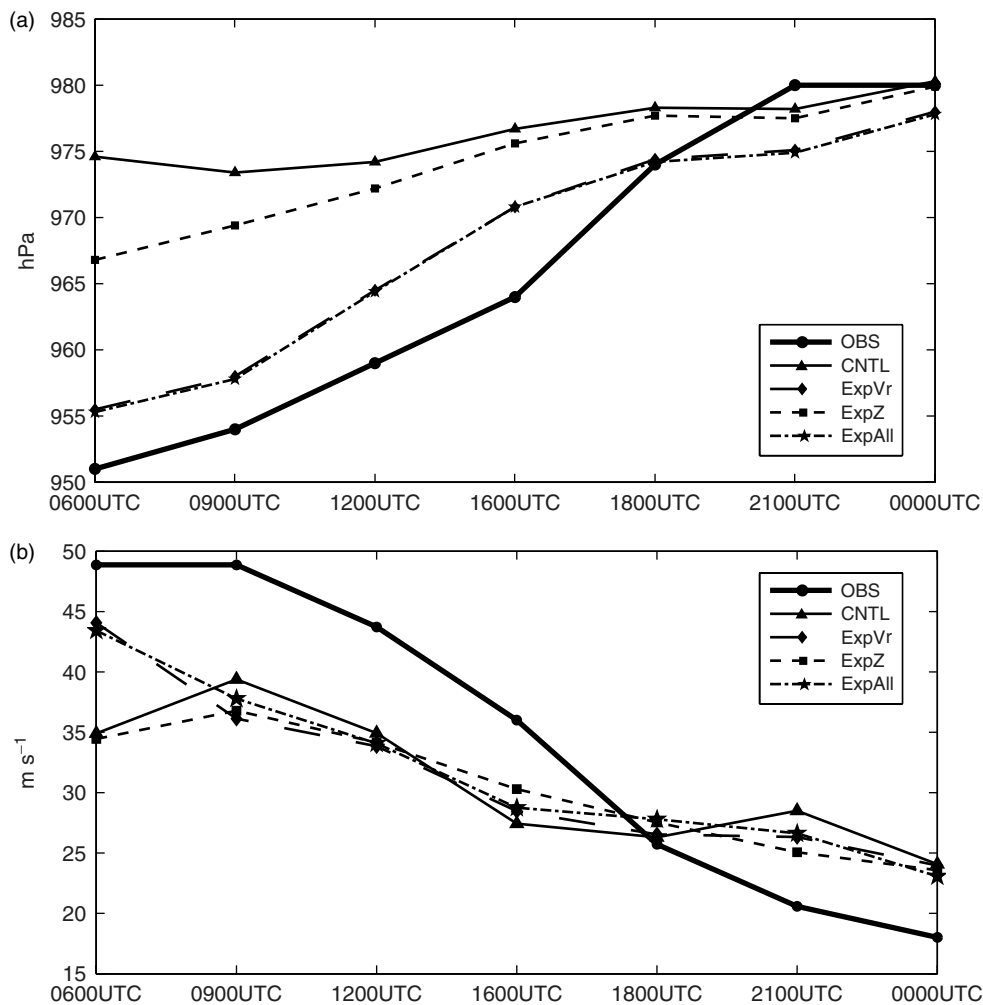 (a)
985
980
975
970
965
960
955
950
hPa
OBS
CNTL
ExpVr
ExpZ
ExpAll
0600UTC 0900UTC 1200UTC 1600UTC 1800UTC 2100UTC 0000UTC
(b)
50
45
40
35
30
25
20
15
m s⁻¹
OBS
CNTL
ExpVr
ExpZ
ExpAll
0600UTC 0900UTC 1200UTC 1600UTC 1800UTC 2100UTC 0000UTC